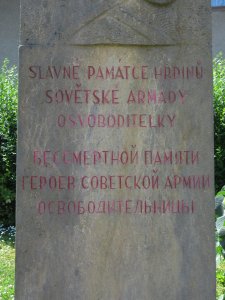 SLAVNÉ PAMÁTCE HRDINŮ
SOVĚTSKÉ ARMÁDY
OSVOBODITELKY
БЕССМЕРТНОЙ ПАМЯТИ
ГЕРОЕВ СОВЕТСКОЙ АРМИИ
ОСВОБОДИТЕЛЬНИЦЫ